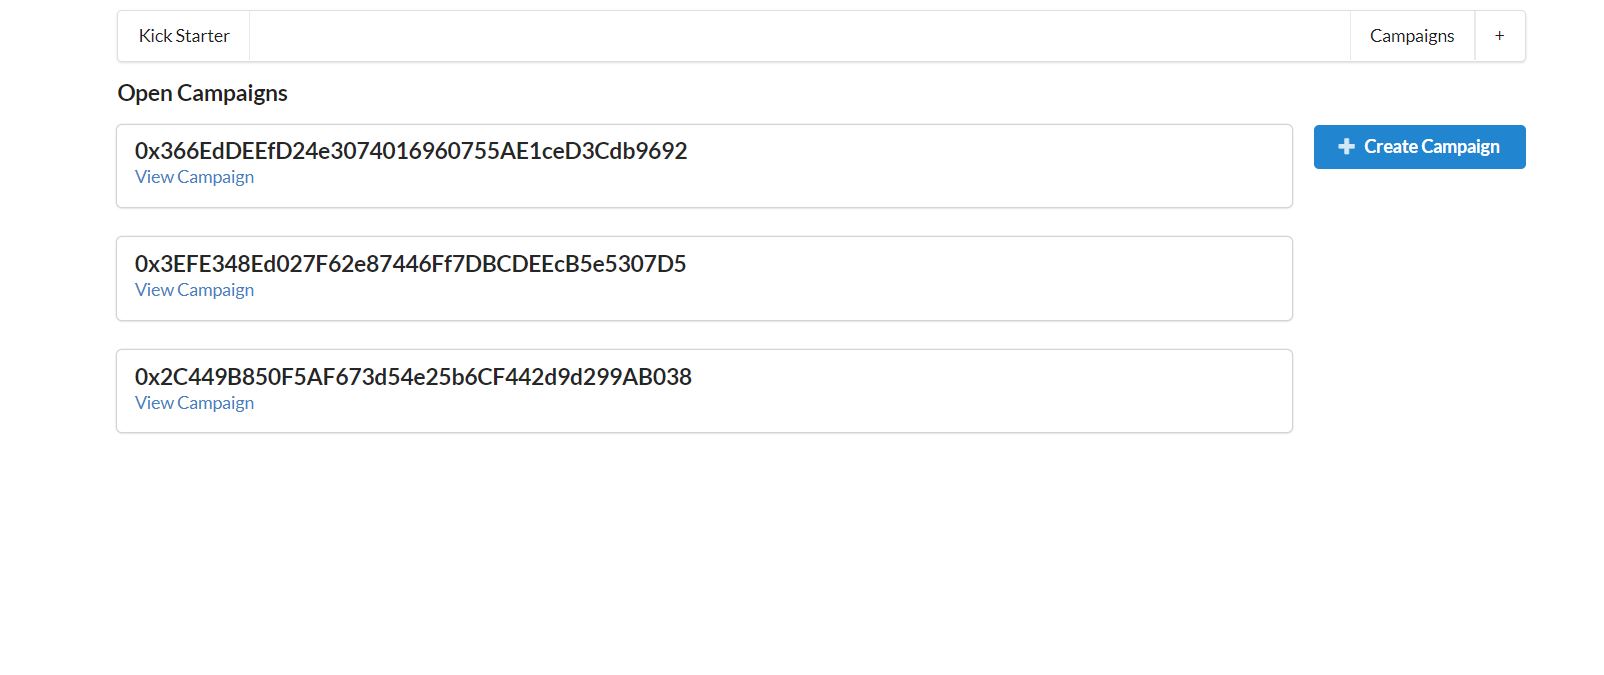 Kick Starter
Campaigns
+
Open Campaigns
0x366EdDEEfD24e3074016960755AE1ceD3Cdb9692
View Campaign
Create Campaign
0x3EFE348Ed027F62e87446Ff7DBCDEEcB5e5307D5
View Campaign
0x2C449B850F5AF673d54e25b6CF442d9d299AB038
View Campaign